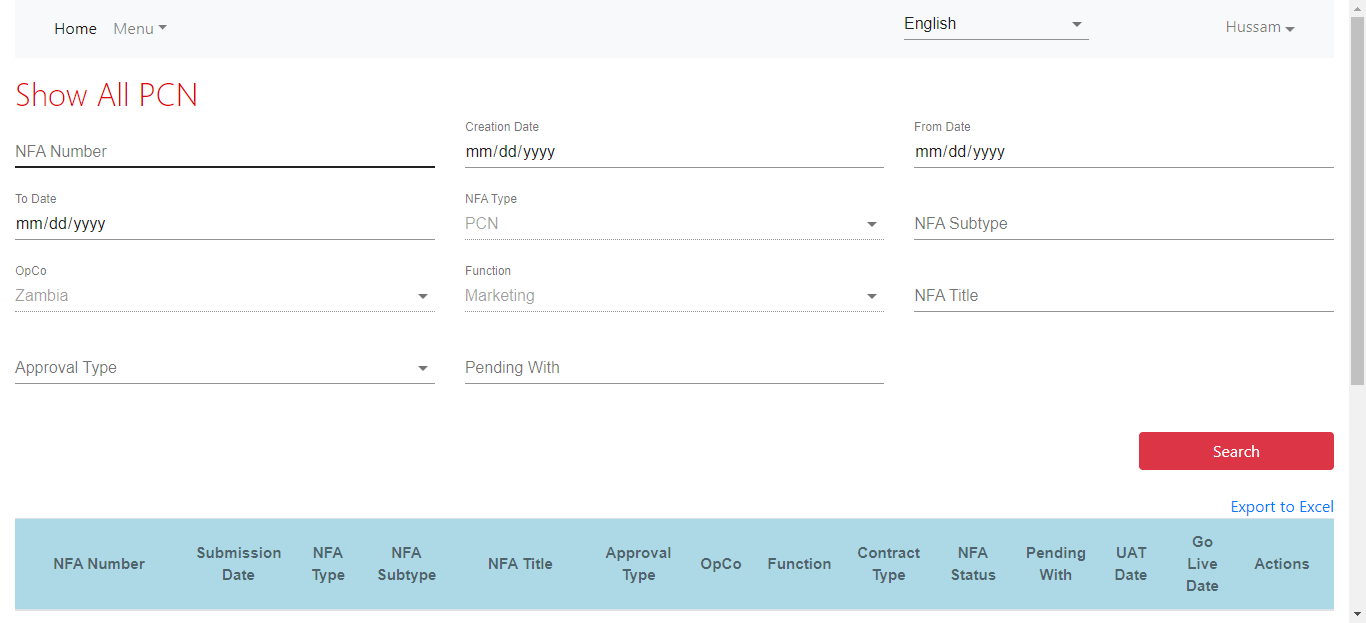 Home Menu English Hussam
Show All PCN
Creation Date From Date
NFA Number mm/dd/yyyy mm/dd/yyyy
To Date NFA Type
mm/dd/yyyy PCN NFA Subtype
OpCo Function
Zambia Marketing NFA Title
Approval Type Pending With
Search
Export to Excel
NFA Number Submission Date NFA Type NFA Subtype NFA Title Approval Type OpCo Function Contract Type NFA Status Pending With UAT Date Go Live Date Actions